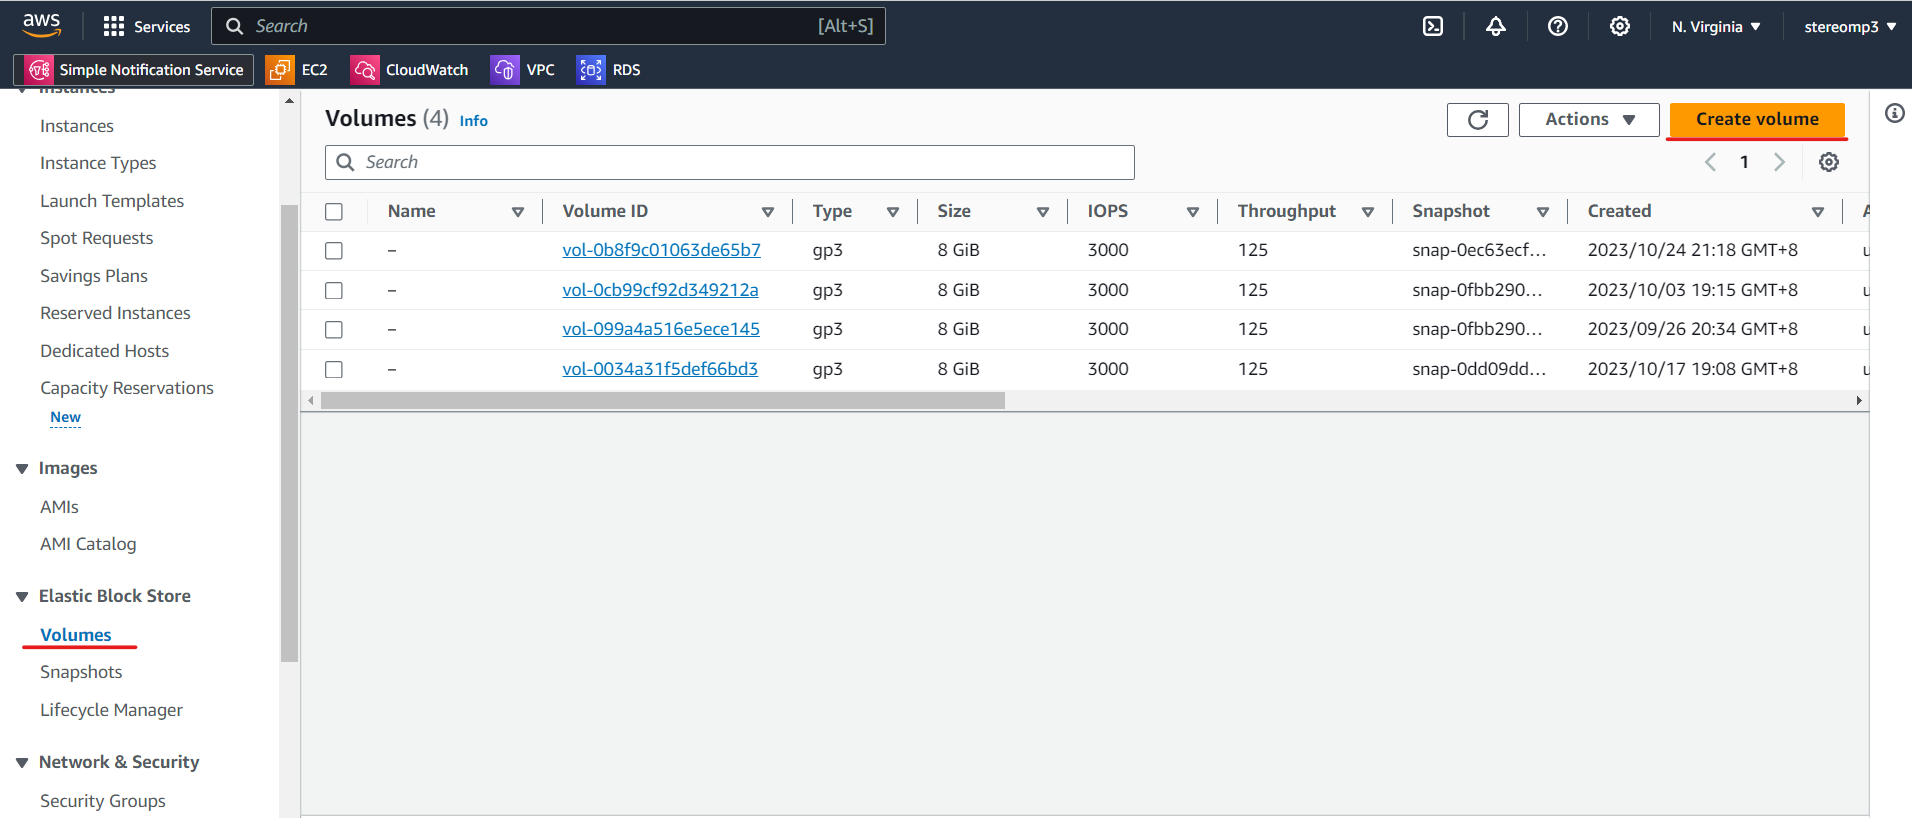 aws Services Search [Alt+S] N. Virginia stereomp3
Simple Notification Service EC2 CloudWatch VPC RDS
Instances
Instances
Instance Types
Launch Templates
Spot Requests
Savings Plans
Reserved Instances
Dedicated Hosts
Capacity Reservations
New
Images
AMIs
AMI Catalog
Elastic Block Store
Volumes
Snapshots
Lifecycle Manager
Network & Security
Security Groups
Volumes (4) Info Actions Create volume
Search 1
Name Volume ID Type Size IOPS Throughput Snapshot Created
– vol-0b8f9c01063de65b7 gp3 8 GiB 3000 125 snap-0ec63ecf... 2023/10/24 21:18 GMT+8
– vol-0cb99cf92d349212a gp3 8 GiB 3000 125 snap-0fbb290... 2023/10/03 19:15 GMT+8
– vol-099a4a516e5ece145 gp3 8 GiB 3000 125 snap-0fbb290... 2023/09/26 20:34 GMT+8
– vol-0034a31f5def66bd3 gp3 8 GiB 3000 125 snap-0dd09dd... 2023/10/17 19:08 GMT+8